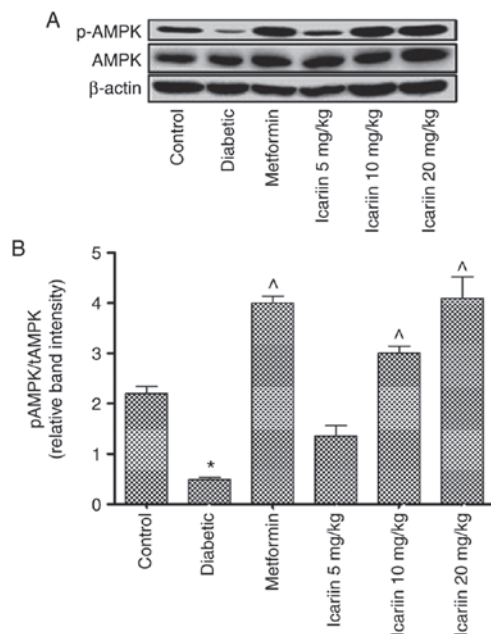 A
p-AMPK
AMPK
β-actin
Control
Diabetic
Metformin
Icariin 5 mg/kg
Icariin 10 mg/kg
Icariin 20 mg/kg
B
pAMPK/tAMPK
(relative band intensity)
5
4
3
2
1
0
*
^
^
^
Control
Diabetic
Metformin
Icariin 5 mg/kg
Icariin 10 mg/kg
Icariin 20 mg/kg